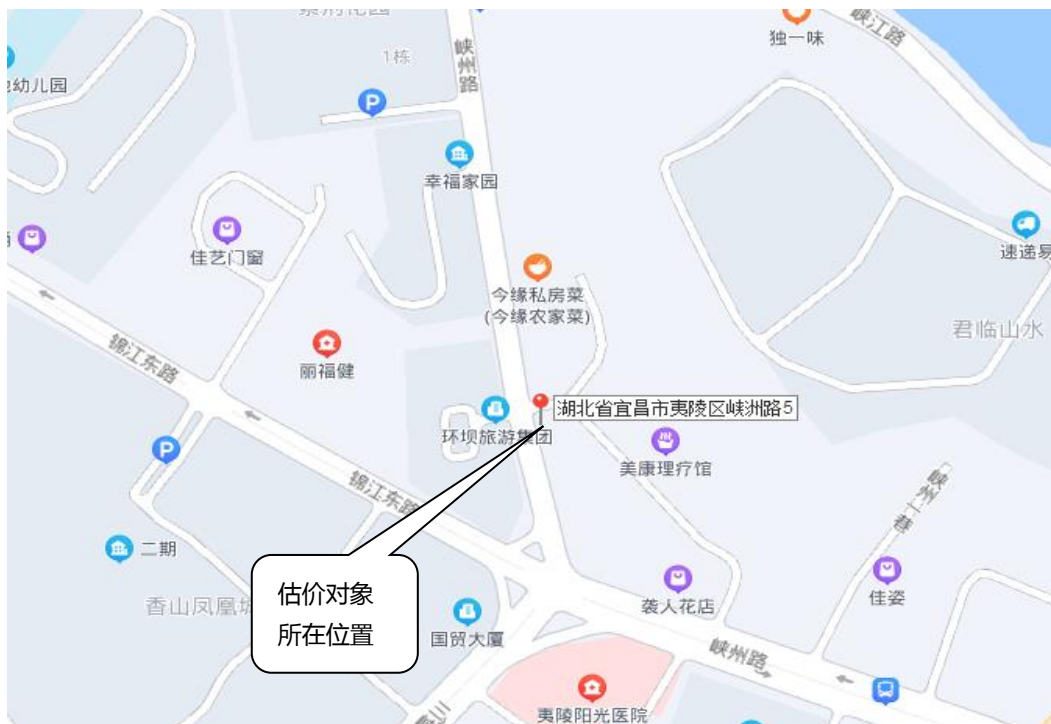 1栋
峡州路
独一味
峡江路
幼儿园
P
幸福家园
佳艺门窗
速递易
今缘私房菜
(今缘农家菜)
君临山水
锦江东路
丽福健
湖北省宜昌市夷陵区峡洲路5
环坝旅游集团
美康理疗馆
P
锦江东路
峡州一巷
二期
估价对象
所在位置
香山凤凰城
袭人花店
佳姿
国贸大厦
峡州路
夷陵阳光医院